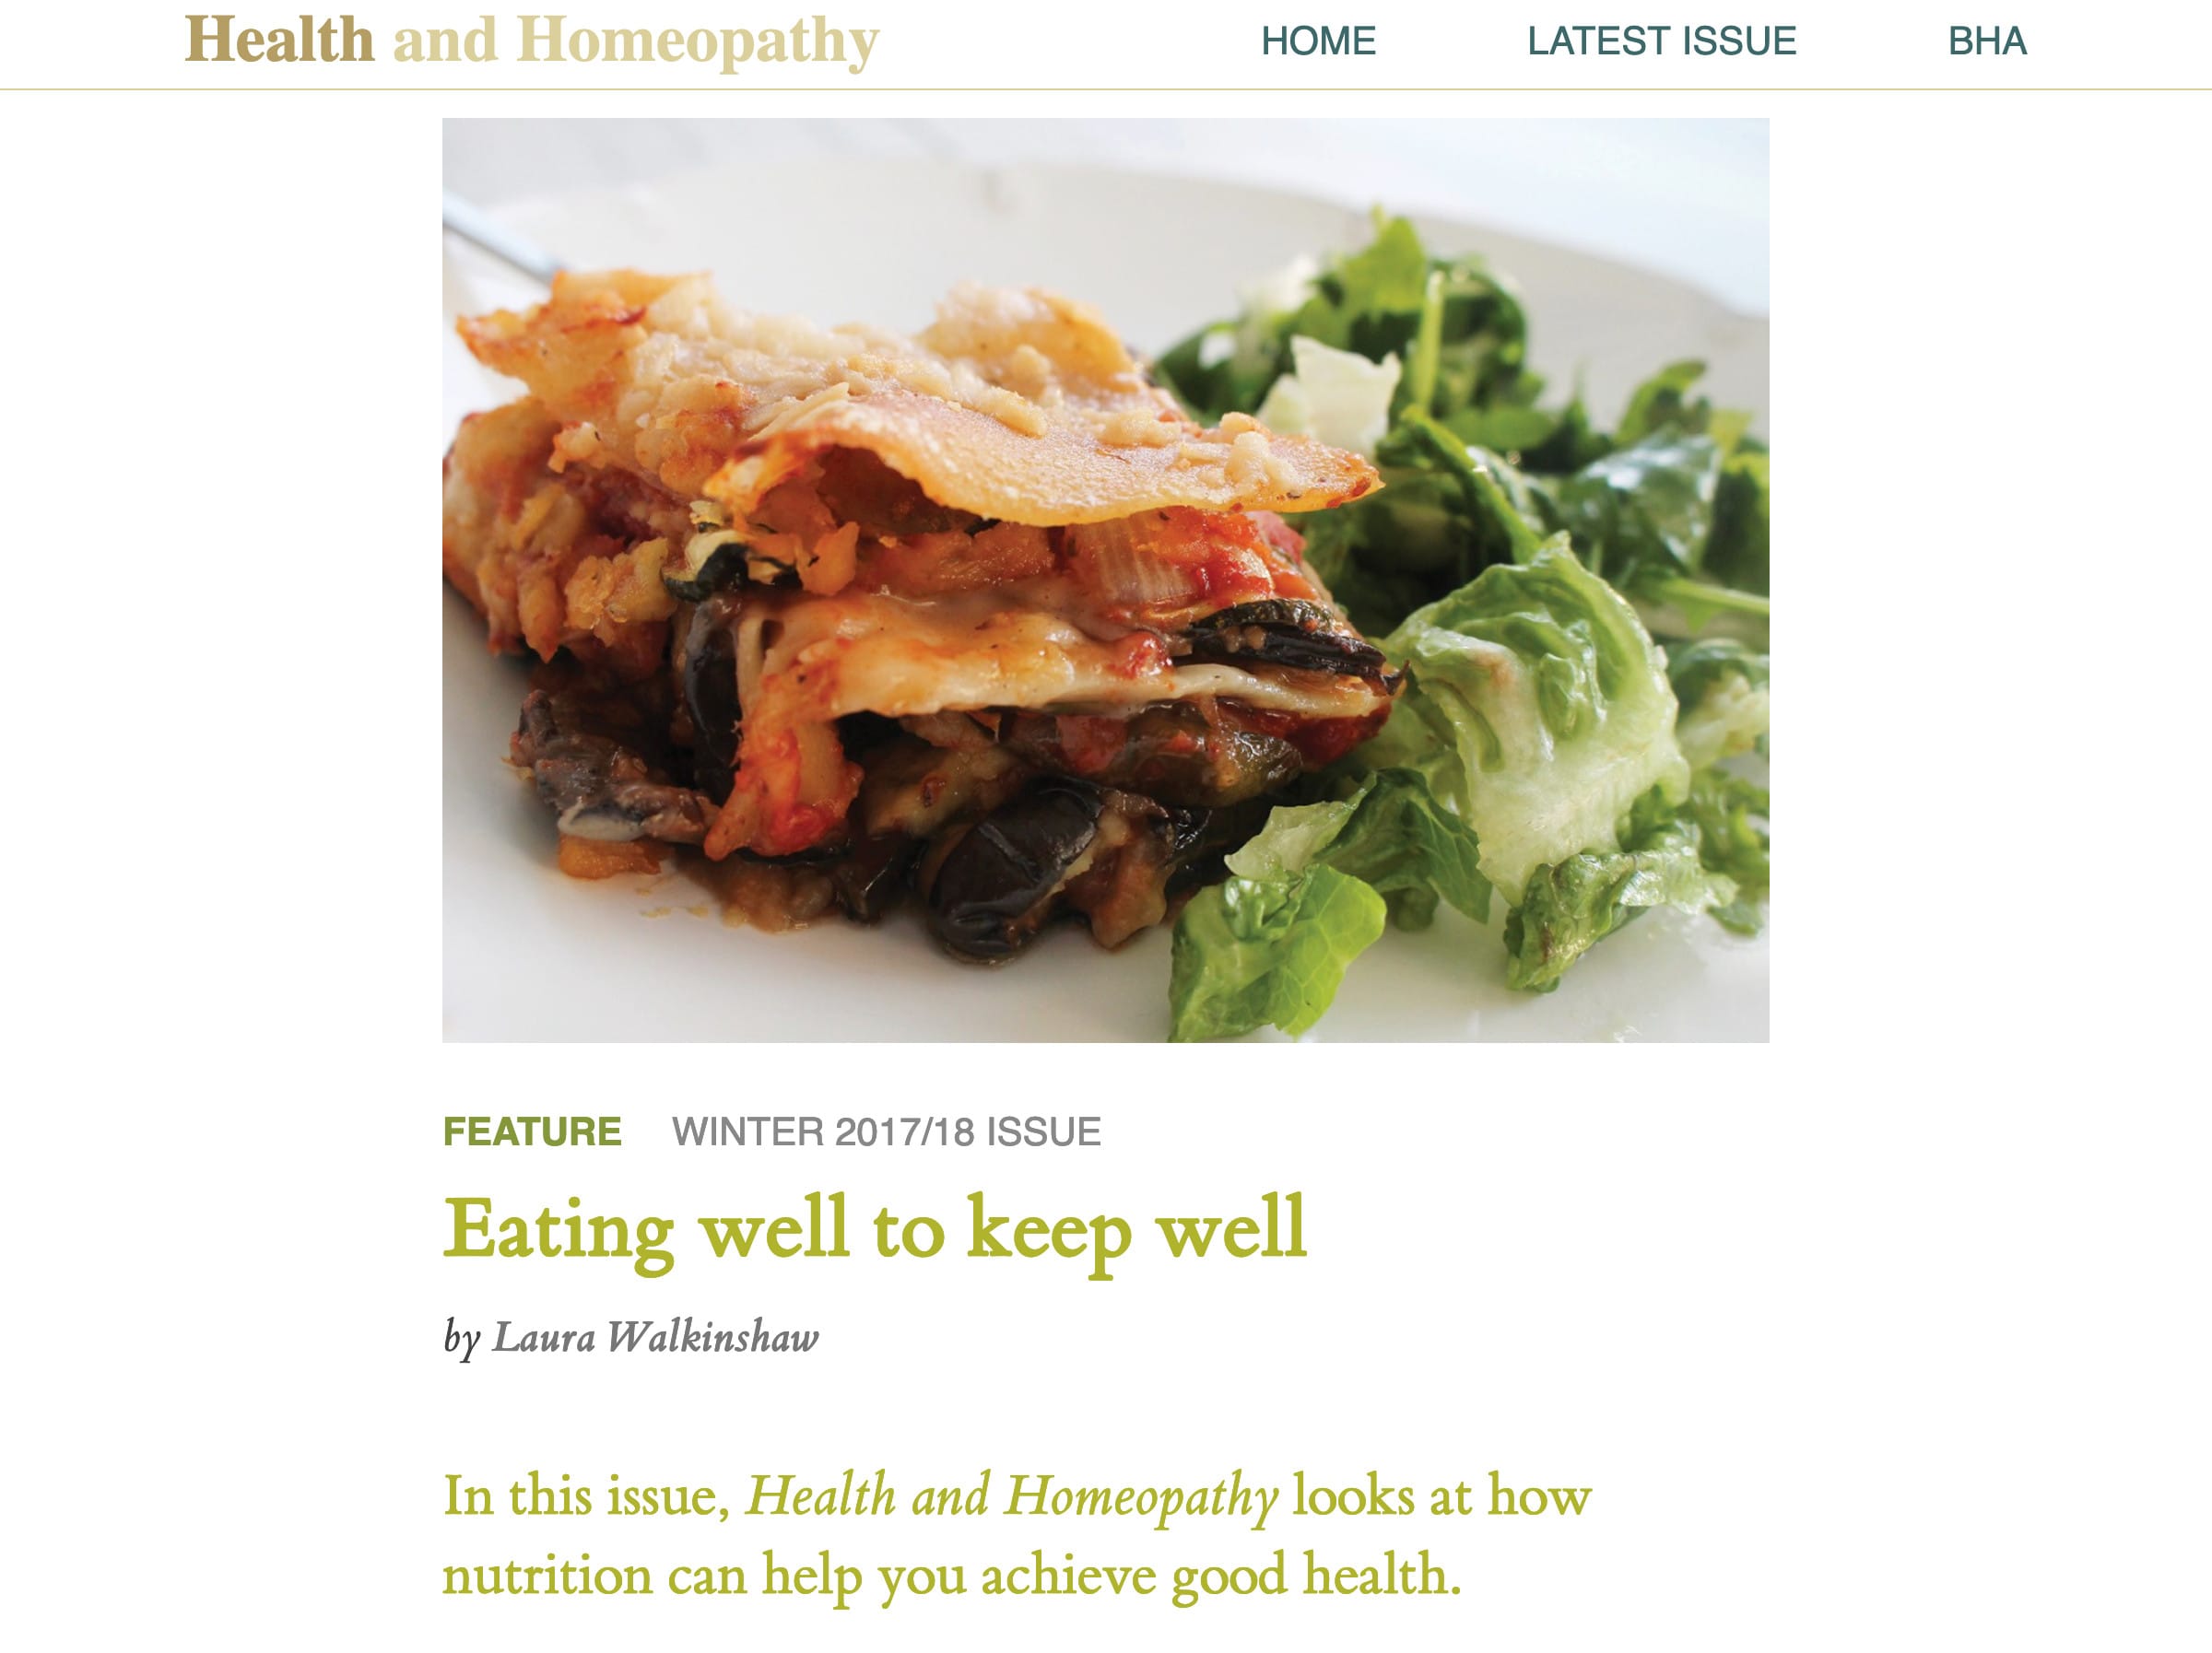 Health and Homeopathy
HOME
LATEST ISSUE
BHA
FEATURE WINTER 2017/18 ISSUE
Eating well to keep well
by Laura Walkinshaw
In this issue, Health and Homeopathy looks at how
nutrition can help you achieve good health.